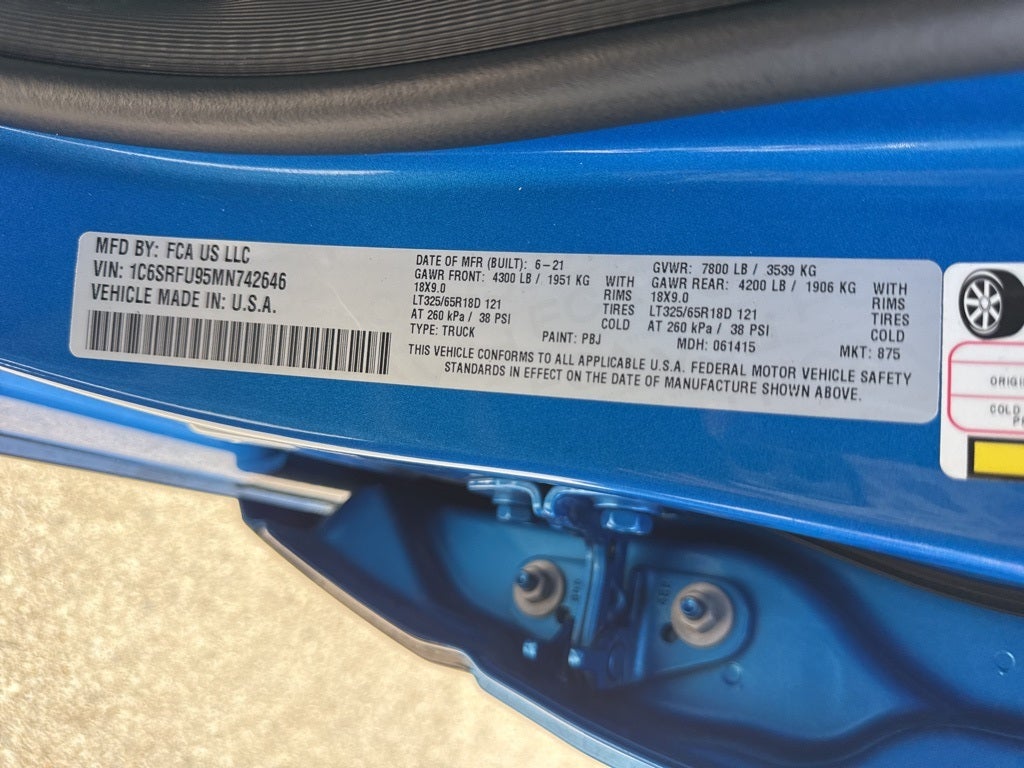 MFD BY: FCA US LLC
VIN: 1C6SRFU95MN742646
VEHICLE MADE IN: U.S.A.
DATE OF MFR (BUILT): 6-21
GAWR FRONT: 4300 LB / 1951 KG WITH
18X9.0 RIMS
LT325/65R18D 121 TIRES
AT 260 kPa / 38 PSI COLD
TYPE: TRUCK PAINT: PBJ
GVWR: 7800 LB / 3539 KG
GAWR REAR: 4200 LB / 1906 KG WITH
18X9.0 RIMS
LT325/65R18D 121 TIRES
AT 260 kPa / 38 PSI COLD
MDH: 061415 MKT: 875
THIS VEHICLE CONFORMS TO ALL APPLICABLE U.S.A. FEDERAL MOTOR VEHICLE SAFETY
STANDARDS IN EFFECT ON THE DATE OF MANUFACTURE SHOWN ABOVE.
ORIGI
COLD